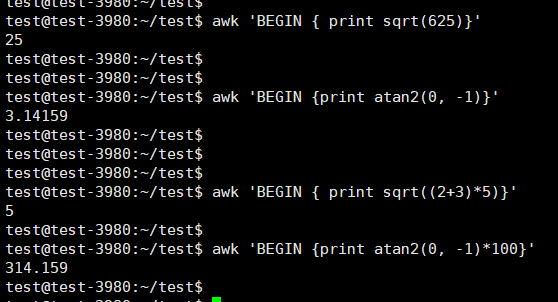 test@test-3980:~/test$
test@test-3980:~/test$ awk 'BEGIN { print sqrt(625)}'
25
test@test-3980:~/test$
test@test-3980:~/test$
test@test-3980:~/test$ awk 'BEGIN {print atan2(0, -1)}'
3.14159
test@test-3980:~/test$
test@test-3980:~/test$
test@test-3980:~/test$
test@test-3980:~/test$ awk 'BEGIN { print sqrt((2+3)*5)}'
5
test@test-3980:~/test$
test@test-3980:~/test$ awk 'BEGIN {print atan2(0, -1)*100}'
314.159
test@test-3980:~/test$
test@test-3980:~/test$